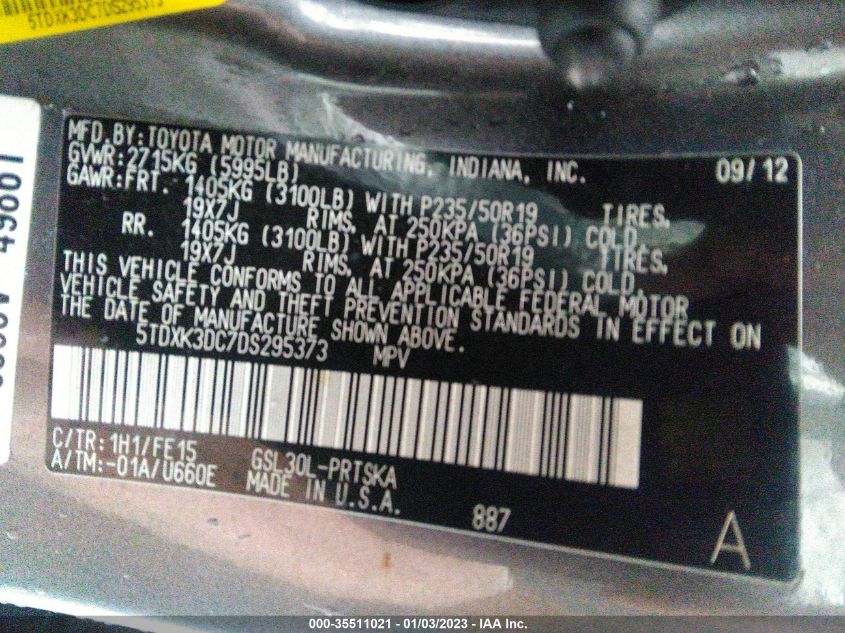 5TDXK3DC7DS295373
49861
MFD. BY: TOYOTA MOTOR MANUFACTURING, INDIANA, INC. 09/12
GVWR: 2715KG (5995LB)
GAWR: FRT. 1405KG (3100LB) WITH P235/50R19 TIRES,
19X7J RIMS, AT 250KPA (36PSI) COLD.
RR. 1405KG (3100LB) WITH P235/50R19 TIRES,
19X7J RIMS, AT 250KPA (36PSI) COLD.
THIS VEHICLE CONFORMS TO ALL APPLICABLE FEDERAL MOTOR
VEHICLE SAFETY AND THEFT PREVENTION STANDARDS IN EFFECT ON
THE DATE OF MANUFACTURE SHOWN ABOVE.
5TDXK3DC7DS295373 MPV
C/TR: 1H1/FE15 GSL30L-PRTSKA
A/TM: -01A/U660E MADE IN U.S.A.
887
A
000-35511021 - 01/03/2023 - IAA Inc.